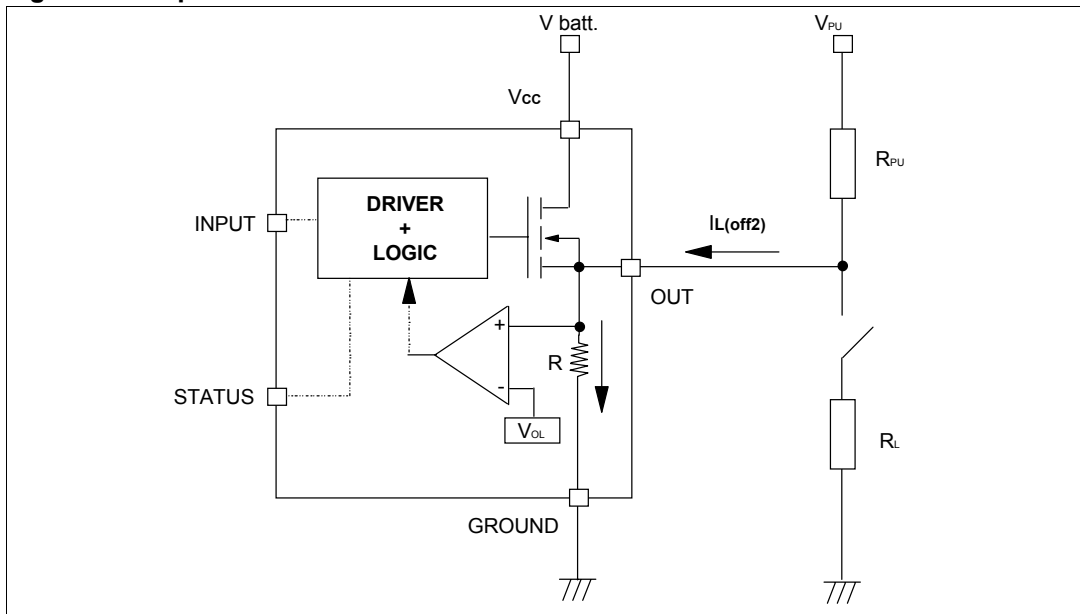 V batt.
VPU
Vcc
RPU
DRIVER
+
LOGIC
INPUT
IL(off2)
OUT
+
R
-
STATUS
VOL
RL
GROUND